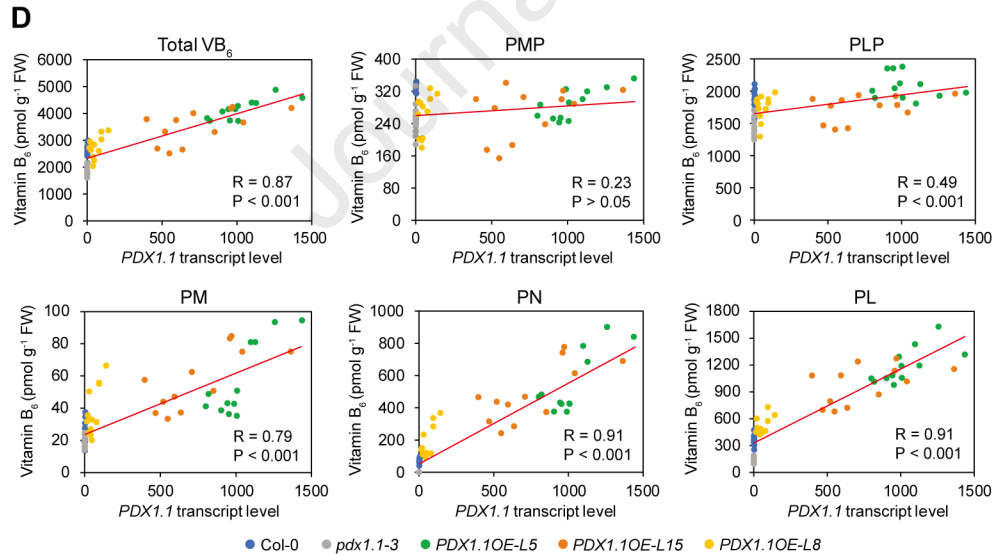 D
Journal
Total VB6
Vitamin B6 (pmol g⁻¹ FW)
6000
5000
4000
3000
2000
1000
0
R = 0.87
P < 0.001
0 500 1000 1500
PDX1.1 transcript level
PMP
Vitamin B6 (pmol g⁻¹ FW)
400
320
240
160
80
0
R = 0.23
P > 0.05
0 500 1000 1500
PDX1.1 transcript level
PLP
Vitamin B6 (pmol g⁻¹ FW)
2500
2000
1500
1000
500
0
R = 0.49
P < 0.001
0 500 1000 1500
PDX1.1 transcript level
PM
Vitamin B6 (pmol g⁻¹ FW)
100
80
60
40
20
0
R = 0.79
P < 0.001
0 500 1000 1500
PDX1.1 transcript level
PN
Vitamin B6 (pmol g⁻¹ FW)
1000
800
600
400
200
0
R = 0.91
P < 0.001
0 500 1000 1500
PDX1.1 transcript level
PL
Vitamin B6 (pmol g⁻¹ FW)
1800
1500
1200
900
600
300
0
R = 0.91
P < 0.001
0 500 1000 1500
PDX1.1 transcript level
Col-0 pdx1.1-3 PDX1.1OE-L5 PDX1.1OE-L15 PDX1.1OE-L8